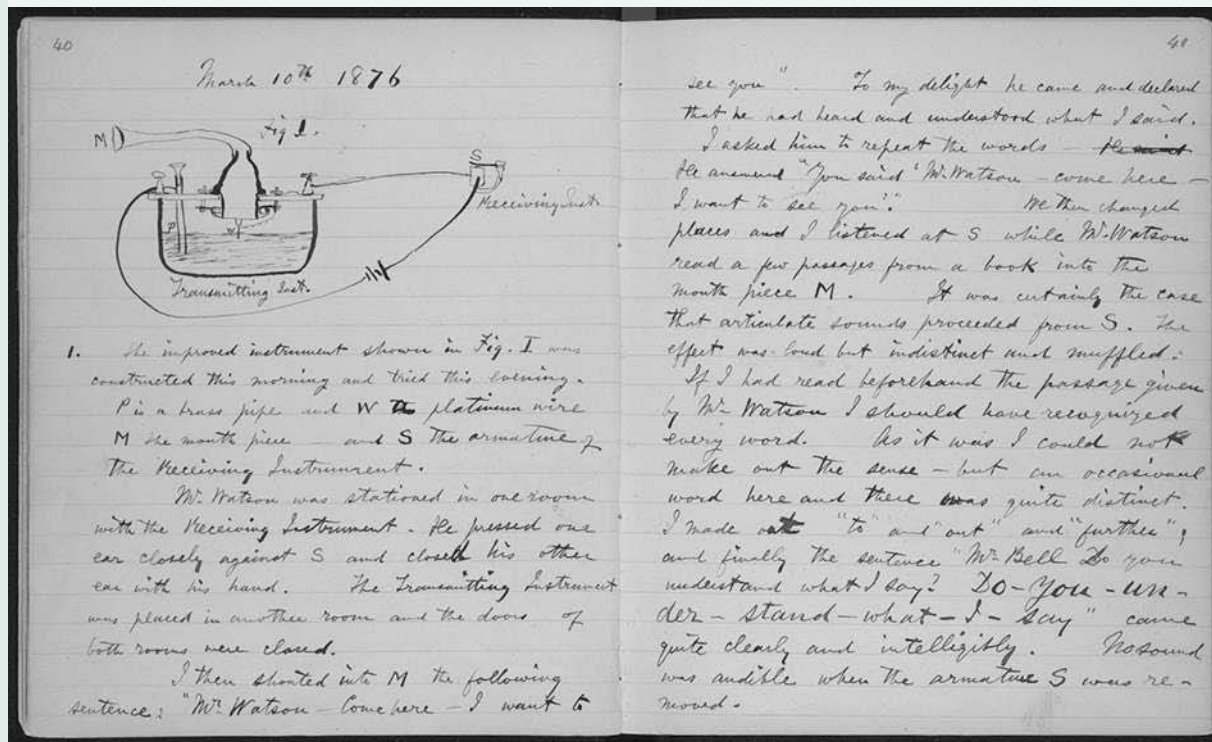 40
March 10th 1876
Fig 1.
M
S
Receiving Inst.
P
W
Transmitting Inst.
1. The improved instrument shown in Fig. I was
constructed this morning and tried this evening.
P is a brass pipe and W the platinum wire
M the mouth piece — and S the armature of
the Receiving Instrument.
Mr. Watson was stationed in one room
with the Receiving Instrument. He pressed one
ear closely against S and closed his other
ear with his hand. The Transmitting Instrument
was placed in another room and the doors of
both rooms were closed.
I then shouted into M the following
sentence: "Mr. Watson — Come here — I want to
41
see you". To my delight he came and declared
that he had heard and understood what I said.
I asked him to repeat the words — He said
He answered "You said 'Mr. Watson — come here —
I want to see you'." We then changed
places and I listened at S while Mr. Watson
read a few passages from a book into the
mouth piece M. It was certainly the case
that articulate sounds proceeded from S. The
effect was loud but indistinct and muffled.
If I had read beforehand the passage given
by Mr. Watson I should have recognized
every word. As it was I could not
make out the sense — but an occasional
word here and there was quite distinct.
I made out "to" and "out" and "further";
and finally the sentence "Mr. Bell Do you
understand what I say? Do-you-un-
der-stand-what-I-say" came
quite clearly and intelligibly. No sound
was audible when the armature S was re-
moved.